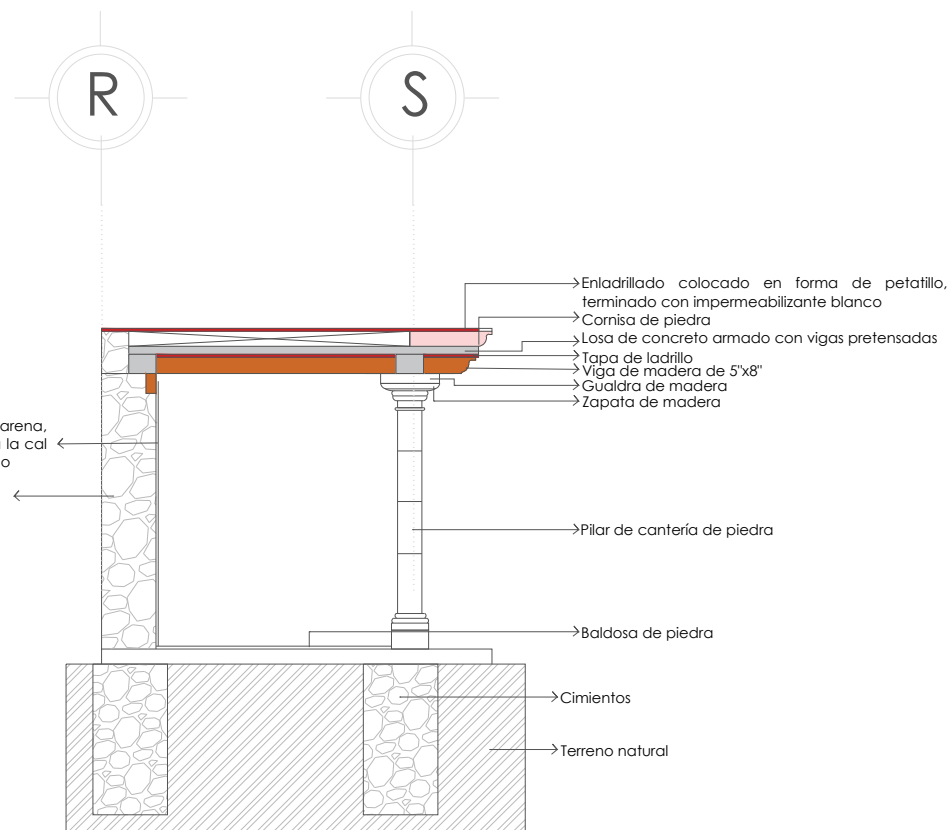 R
S
Enladrillado colocado en forma de petatillo,
terminado con impermeabilizante blanco
Cornisa de piedra
Losa de concreto armado con vigas pretensadas
Tapa de ladrillo
Viga de madera de 5"x8"
Gualdra de madera
Zapata de madera
arena,
la cal
o
Pilar de cantería de piedra
Baldosa de piedra
Cimientos
Terreno natural